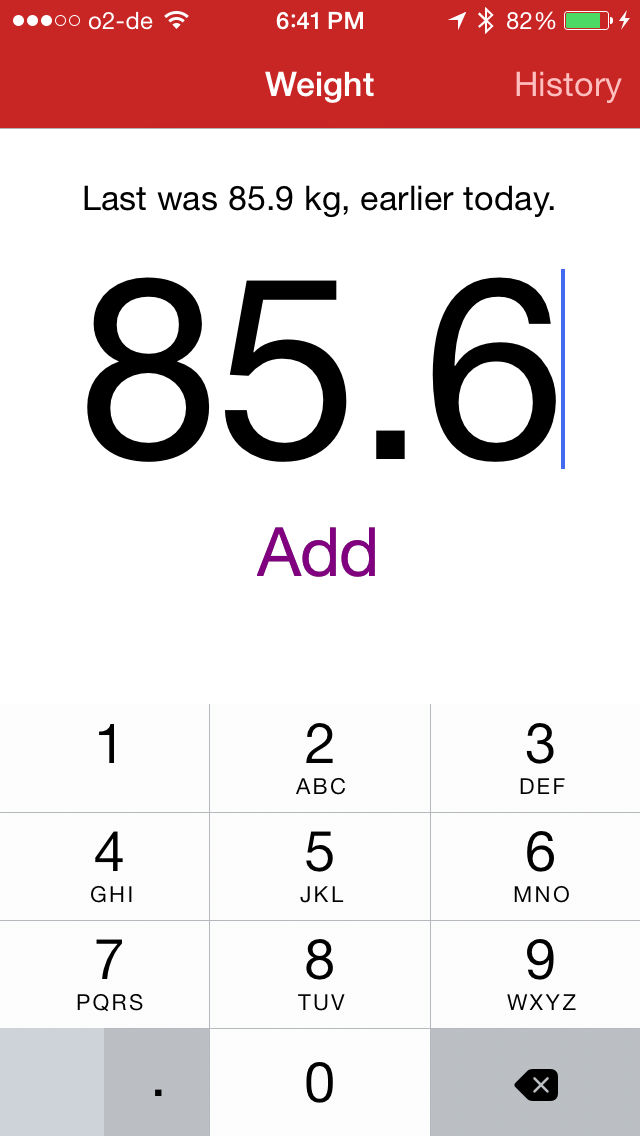 o2-de 6:41 PM 82%
Weight History
Last was 85.9 kg, earlier today.
85.6
Add
1 2 3
ABC DEF
4 5 6
GHI JKL MNO
7 8 9
PQRS TUV WXYZ
. 0